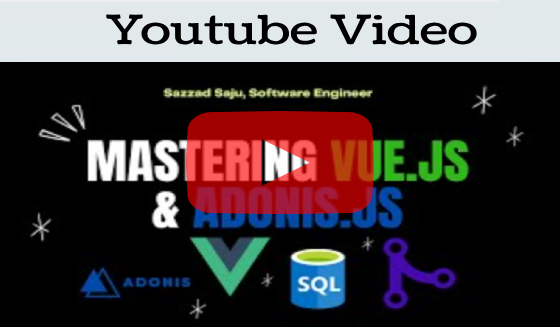 Youtube Video
Sazzad Saju, Software Engineer
MASTERING VUE.JS
& ADONIS.JS
ADONIS
SQL